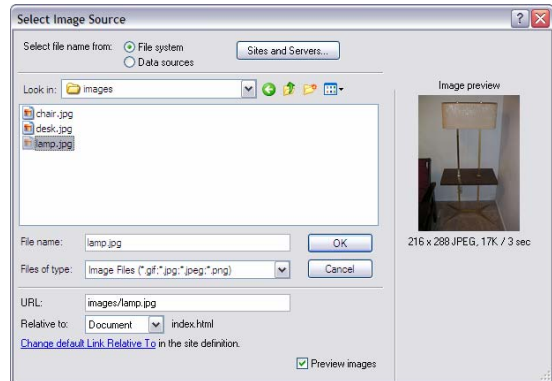 Select Image Source
Select file name from: File system Sites and Servers...
Data sources
Look in: images
Image preview
chair.jpg
desk.jpg
lamp.jpg
216 x 288 JPEG, 17K / 3 sec
File name: lamp.jpg OK
Files of type: Image Files (*.gif;*.jpg;*.jpeg;*.png) Cancel
URL: images/lamp.jpg
Relative to: Document index.html
Change default Link Relative To in the site definition.
Preview images